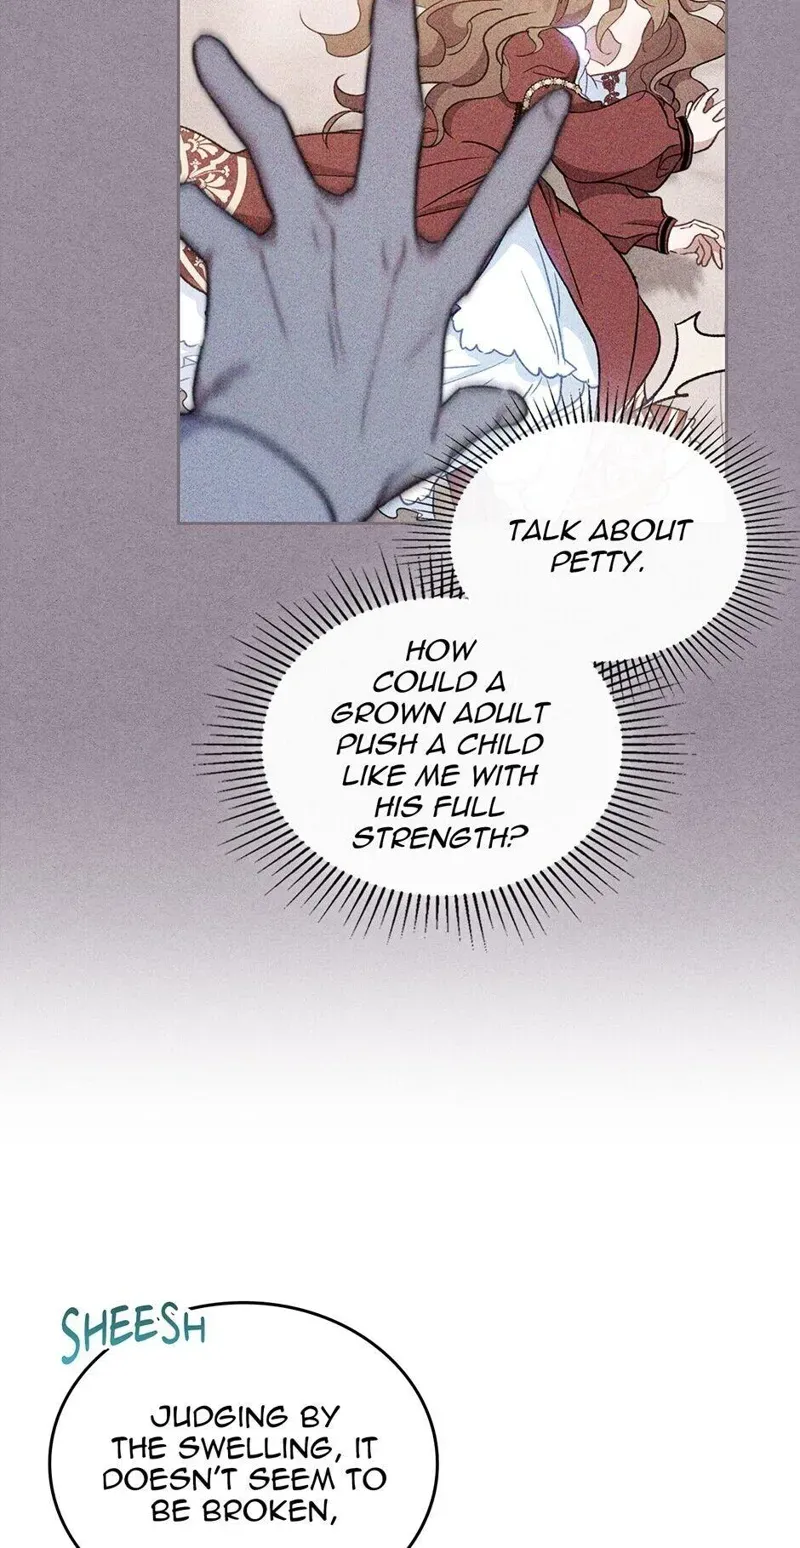 TALK ABOUT
PETTY.
HOW
COULD A
GROWN ADULT
PUSH A CHILD
LIKE ME WITH
HIS FULL
STRENGTH?
SHEESH
JUDGING BY
THE SWELLING, IT
DOESN'T SEEM TO
BE BROKEN,